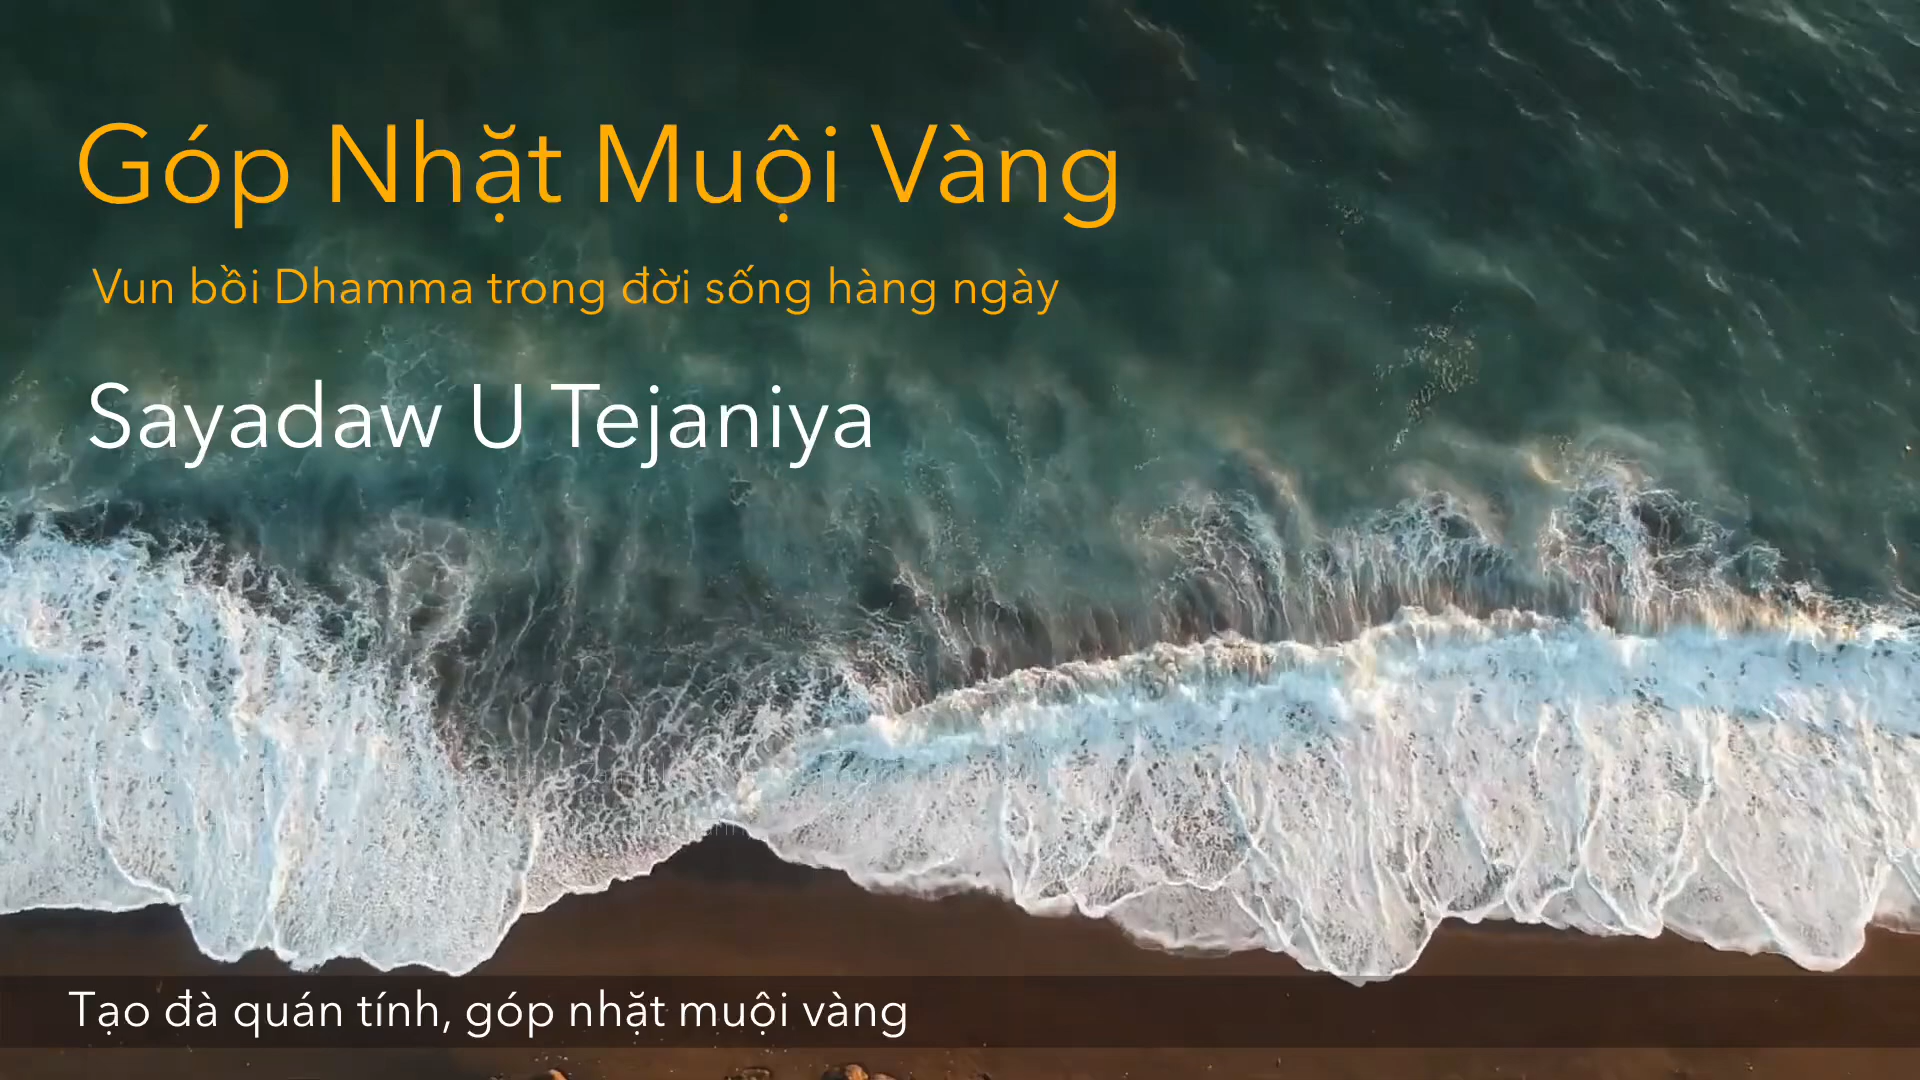 Góp Nhặt Muội Vàng
Vun bồi Dhamma trong đời sống hàng ngày
Sayadaw U Tejaniya
Tạo đà quán tính, góp nhặt muội vàng